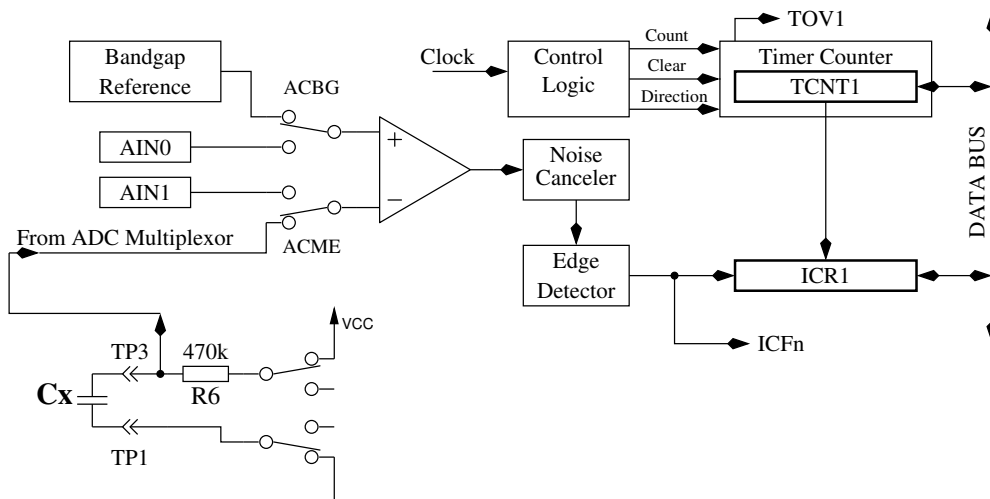 TOV1
Count
Clock
Control
Logic
Timer Counter
Bandgap
Reference
Clear
ACBG
TCNT1
Direction
AIN0
+
Noise
Canceler
DATA BUS
AIN1
−
From ADC Multiplexor
ACME
Edge
Detector
ICR1
VCC
ICFn
TP3
470k
Cx
R6
TP1